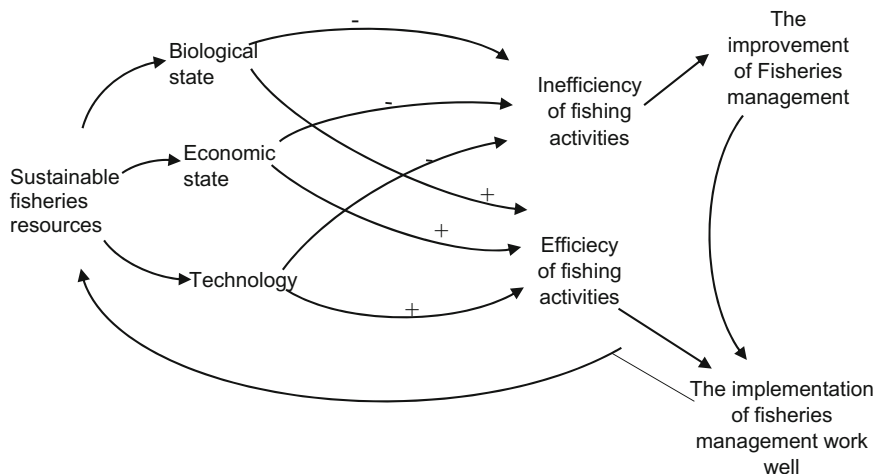 -
Biological
state
The
improvement
of Fisheries
management
Inefficiency
of fishing
activities
-
Economic
state
-
Sustainable
fisheries
resources
+
+
Efficiecy
of fishing
activities
Technology
+
The implementation
of fisheries
management work
well